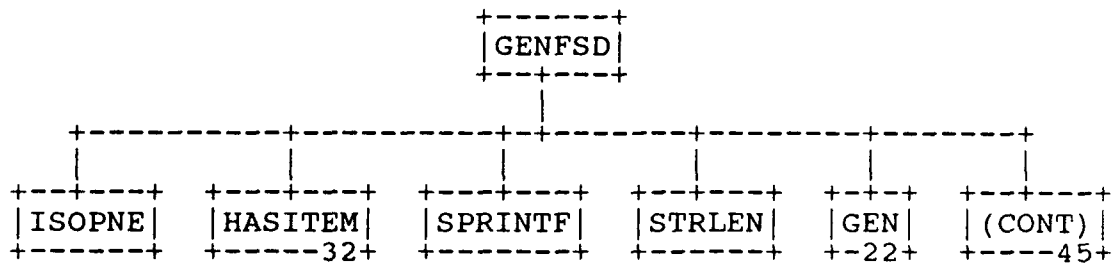 GENFSD
ISOPNE HASITEM SPRINTF STRLEN GEN (CONT)
32 22 45